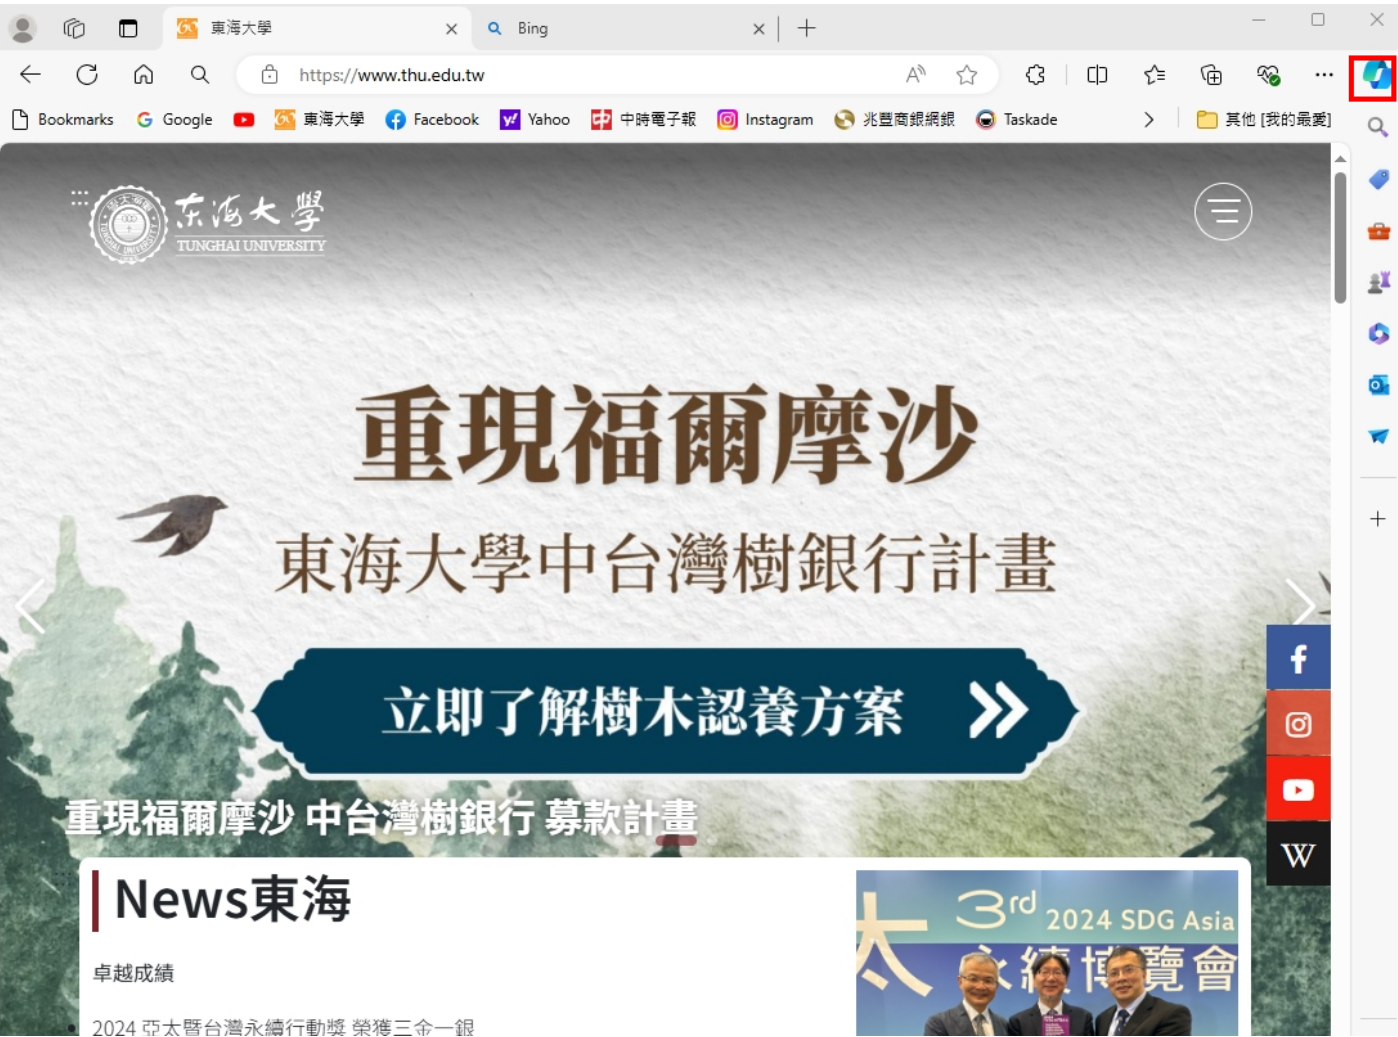 東海大學
Bing
https://www.thu.edu.tw
Bookmarks
Google
東海大學
Facebook
Yahoo
中時電子報
Instagram
兆豐商銀網銀
Taskade
其他 [我的最愛]
东海大學
TUNGHAI UNIVERSITY
重現福爾摩沙
東海大學中台灣樹銀行計畫
立即了解樹木認養方案
重現福爾摩沙 中台灣樹銀行 募款計畫
News東海
卓越成績
2024 亞太暨台灣永續行動獎 榮獲三金一銀
3rd 2024 SDG Asia
太 永續博覽會